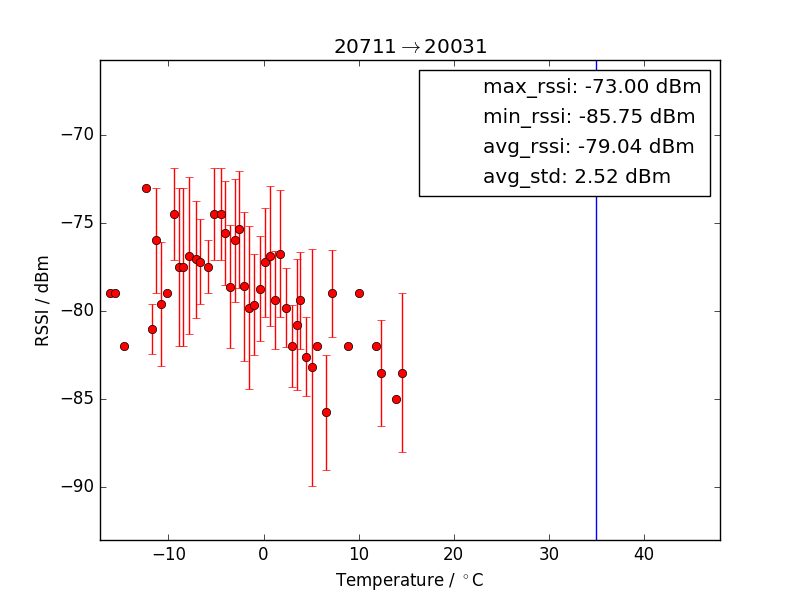 20711→20031
max_rssi: -73.00 dBm
min_rssi: -85.75 dBm
avg_rssi: -79.04 dBm
avg_std: 2.52 dBm
−70
−75
−80
−85
−90
RSSI / dBm
−10 0 10 20 30 40
Temperature / °C